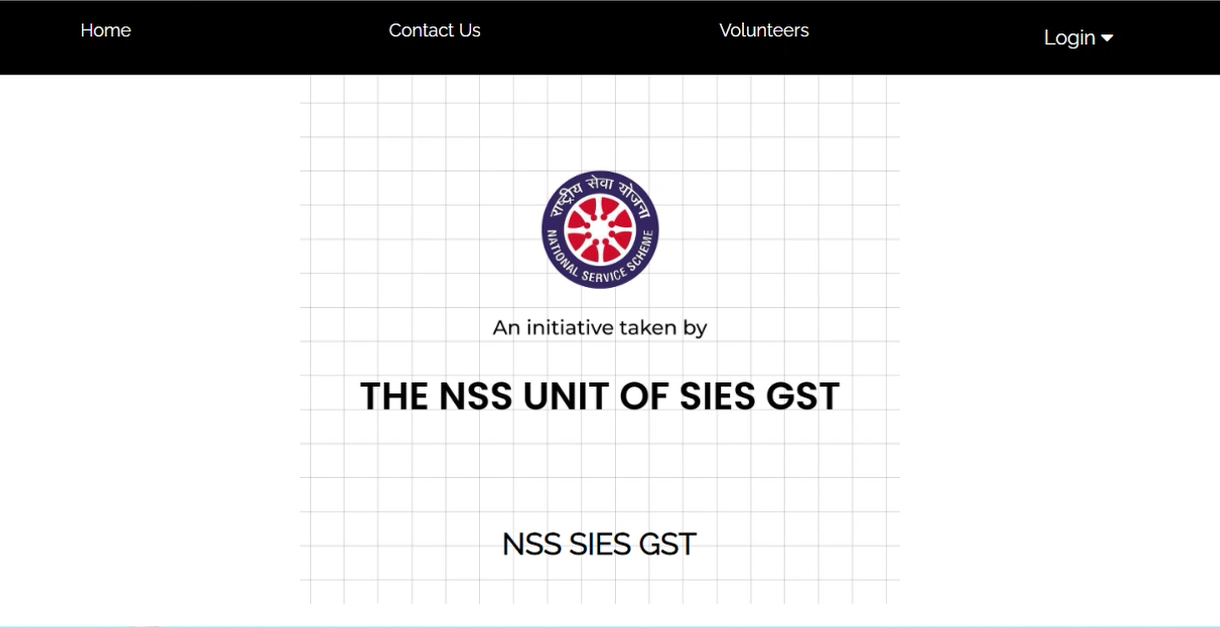 Home
Contact Us
Volunteers
Login
राष्ट्रीय सेवा योजना
NATIONAL SERVICE SCHEME
An initiative taken by
THE NSS UNIT OF SIES GST
NSS SIES GST